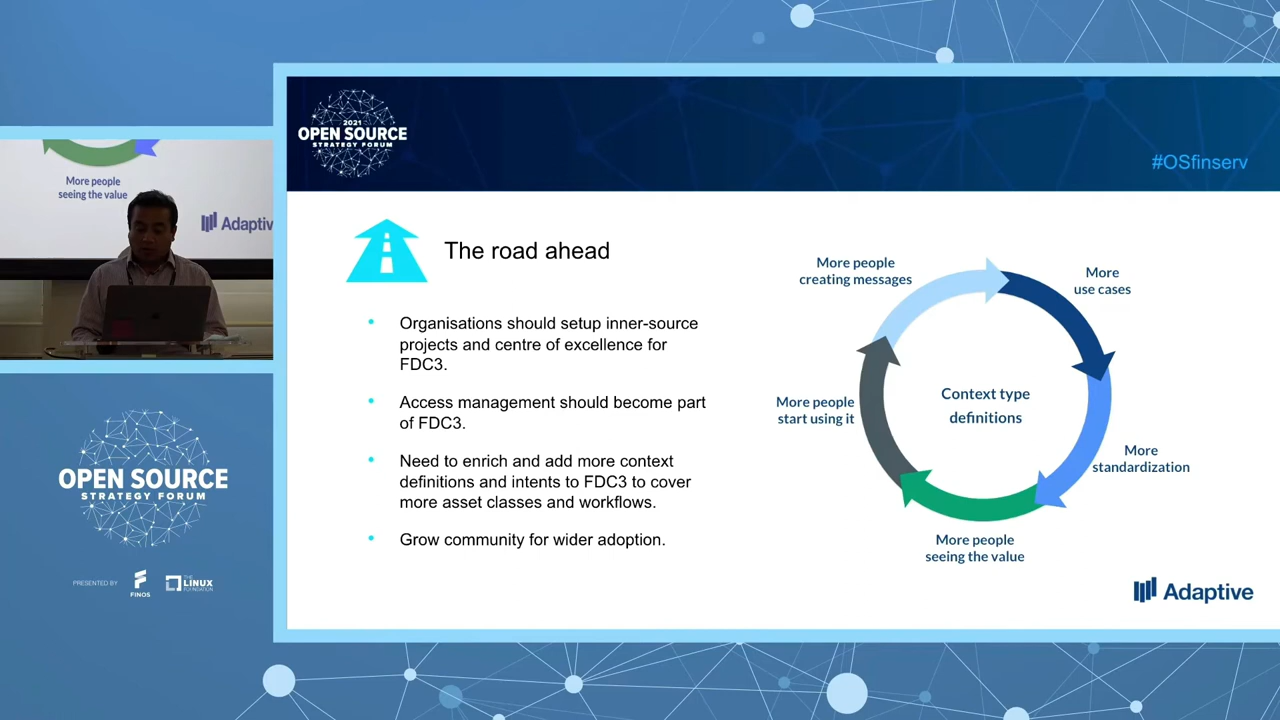 2021
OPEN SOURCE
STRATEGY FORUM
#OSfinserv
More people
seeing the value
Adaptiv
The road ahead
• Organisations should setup inner-source
projects and centre of excellence for
FDC3.
• Access management should become part
of FDC3.
• Need to enrich and add more context
definitions and intents to FDC3 to cover
more asset classes and workflows.
• Grow community for wider adoption.
More people
creating messages
More
use cases
More people
start using it
Context type
definitions
More
standardization
More people
seeing the value
Adaptive
OPEN SOURCE
STRATEGY FORUM
PRESENTED BY
FINOS
THE
LINUX
FOUNDATION